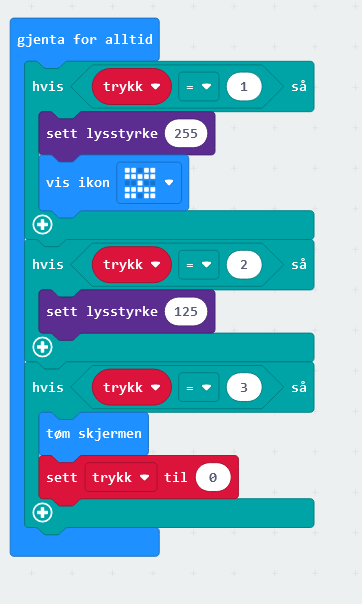 gjenta for alltid
hvis trykk = 1 så
sett lysstyrke 255
vis ikon
hvis trykk = 2 så
sett lysstyrke 125
hvis trykk = 3 så
tøm skjermen
sett trykk til 0